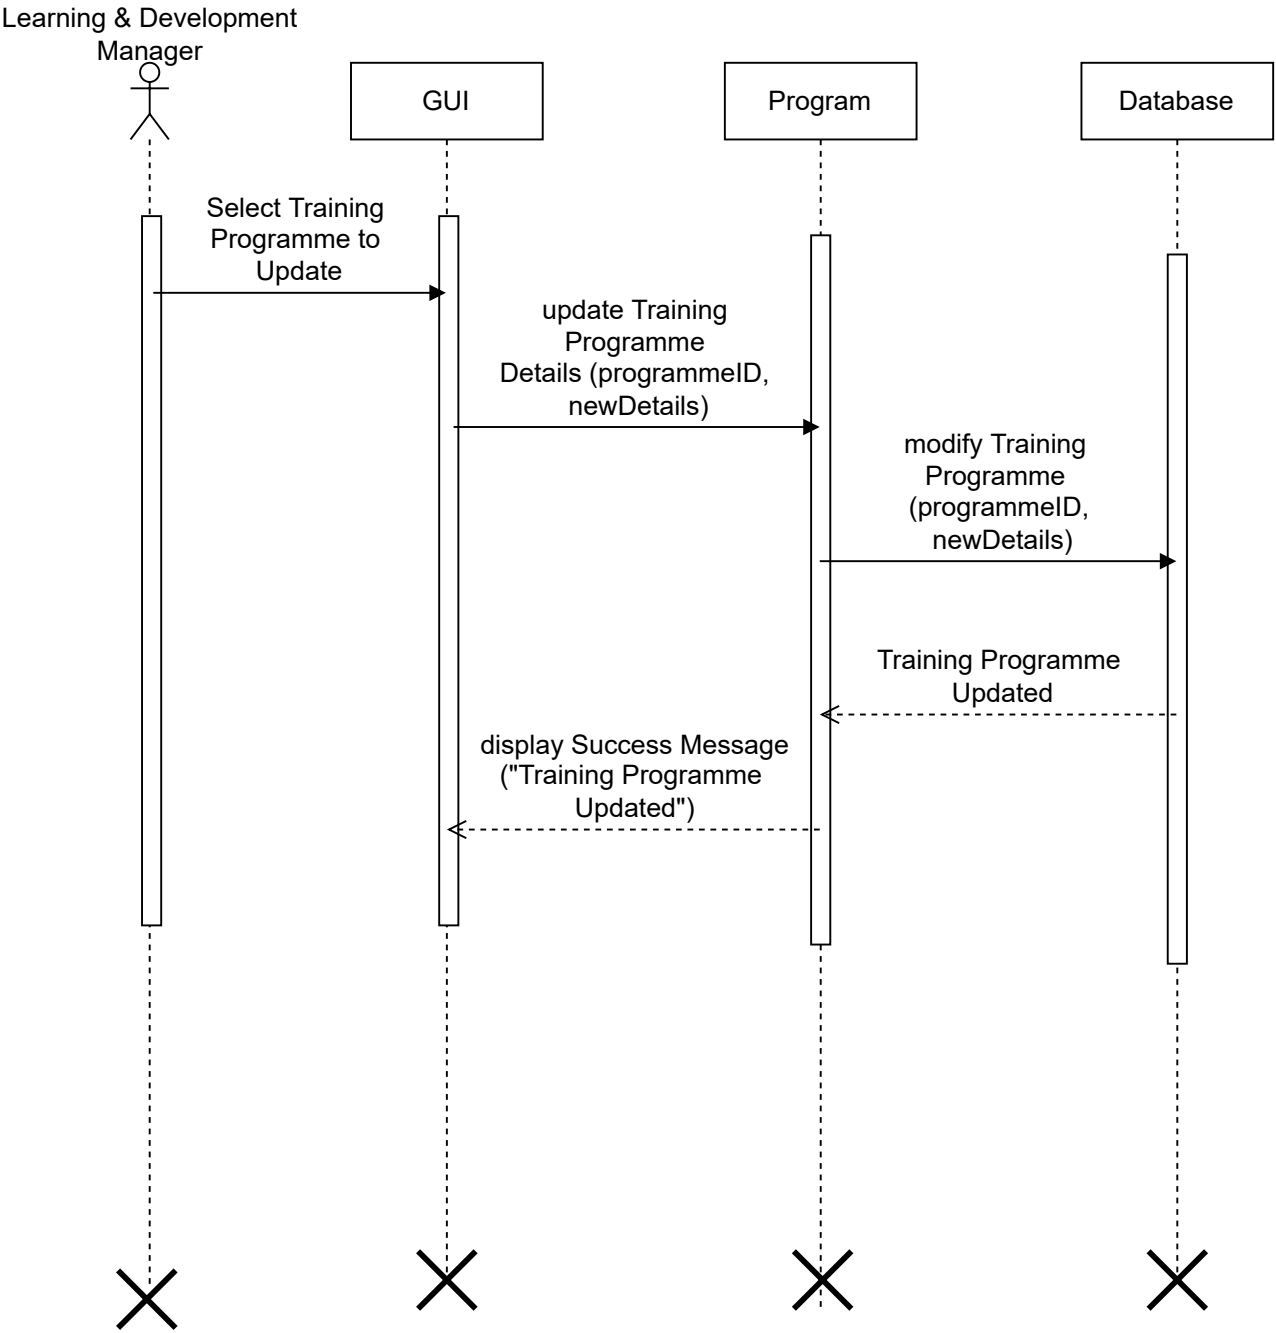 Learning & Development
Manager
GUI
Program
Database
Select Training
Programme to
Update
update Training
Programme
Details (programmeID,
newDetails)
modify Training
Programme
(programmeID,
newDetails)
Training Programme
Updated
display Success Message
("Training Programme
Updated")